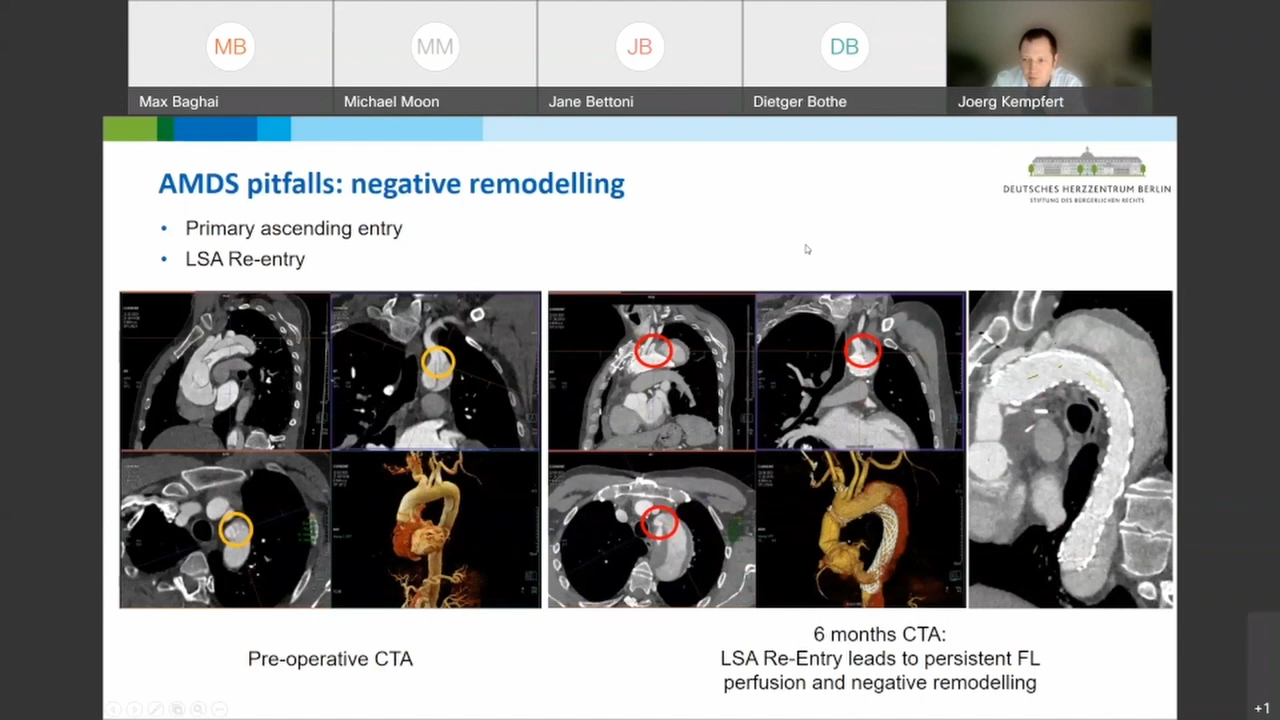 MB
MM
JB
DB
Max Baghai
Michael Moon
Jane Bettoni
Dietger Bothe
Joerg Kempfert
AMDS pitfalls: negative remodelling
DEUTSCHES HERZZENTRUM BERLIN
STIFTUNG DES BÜRGERLICHEN RECHTS
• Primary ascending entry
• LSA Re-entry
Pre-operative CTA
6 months CTA:
LSA Re-Entry leads to persistent FL
perfusion and negative remodelling
+1